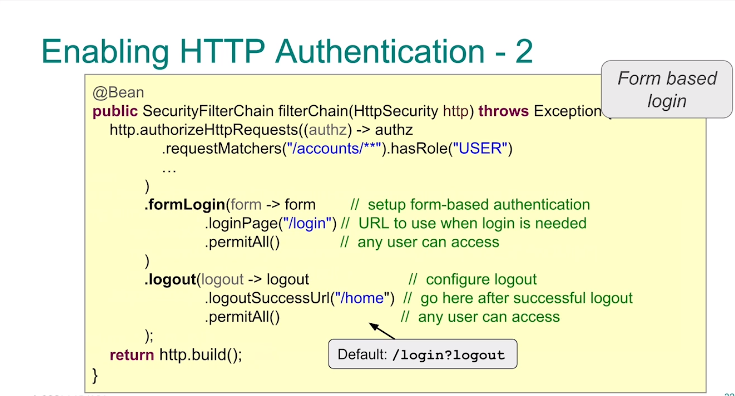 Enabling HTTP Authentication - 2
Form based
login
@Bean
public SecurityFilterChain filterChain(HttpSecurity http) throws Exception
http.authorizeHttpRequests((authz) -> authz
.requestMatchers("/accounts/**").hasRole("USER")
...
)
.formLogin(form -> form // setup form-based authentication
.loginPage("/login") // URL to use when login is needed
.permitAll() // any user can access
)
.logout(logout -> logout // configure logout
.logoutSuccessUrl("/home") // go here after successful logout
.permitAll() // any user can access
);
return http.build();
}
Default: /login?logout